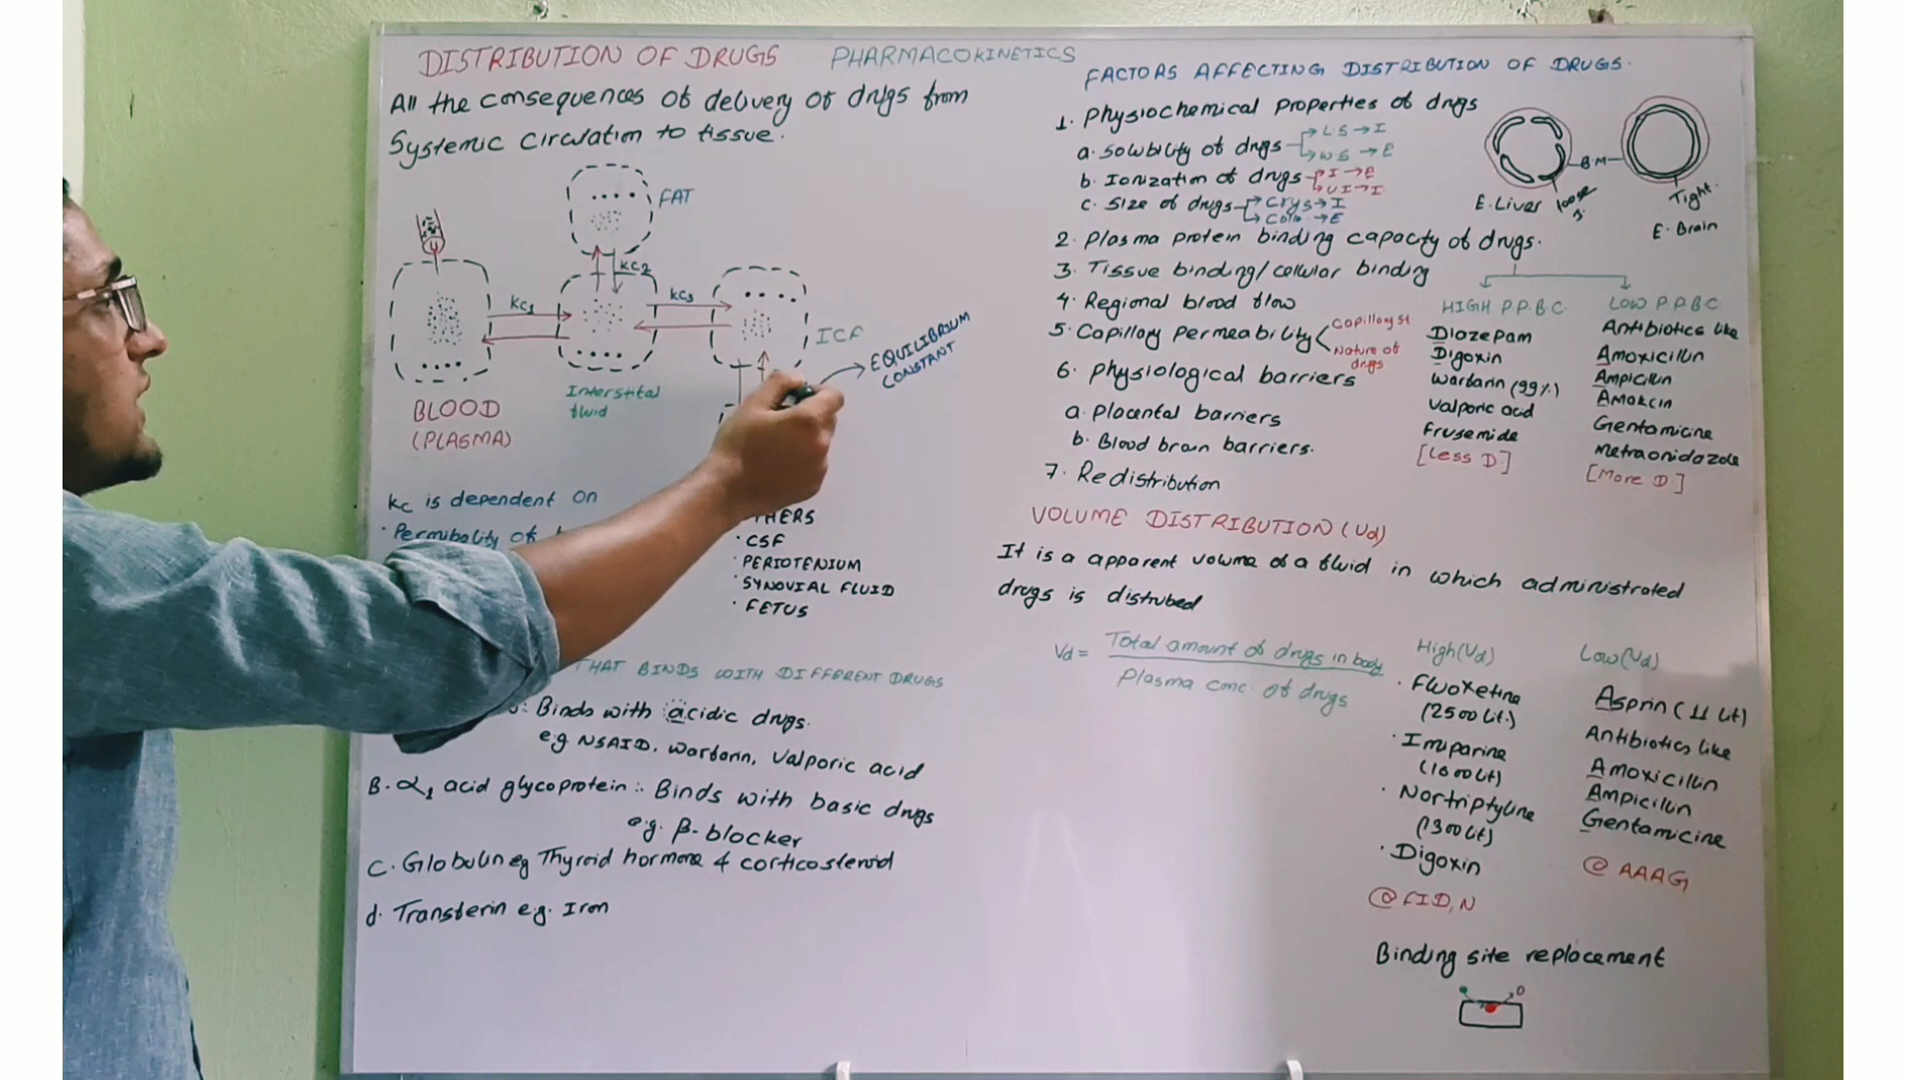 DISTRIBUTION OF DRUGS PHARMACOKINETICS
All the consequences of delivery of drugs from
Systemic circulation to tissue.
FAT
KC2
KC1
KC3
ICF
EQUILIBRIUM
CONSTANT
Interstital
fluid
BLOOD
(PLASMA)
KC is dependent on
· Permibality of
THERS
· CSF
· PERIOTENIUM
· SYNOVIAL FLUID
· FETUS
THAT BINDS WITH DIFFERENT DRUGS
Binds with acidic drugs.
e.g NSAID, Warfarin, Valporic acid
B. α1 acid glycoprotein :. Binds with basic drugs
e.g. β-blocker
C. Globulin eg Thyroid hormone & corticosteroid
d. Transferin e.g. Iron
FACTORS AFFECTING DISTRIBUTION OF DRUGS.
1. Physiochemical properties of drugs
a. Solubility of drugs → LS → I
→ WS → E
b. Ionization of drugs → I → E
→ UI → I
c. Size of drugs → Crys → I
→ Colo → E
B.M
E. Liver loose J.
Tight.
E. Brain
2. Plasma protein binding capacity of drugs.
3. Tissue binding/cellular binding
4. Regional blood flow
5. Capillary permeability < Capillary st
Nature of
drugs
6. Physiological barriers
a. Placental barriers
b. Blood brain barriers.
7. Redistribution
HIGH P.P.B.C
Diazepam
Digoxin
Warfarin (99%)
Valporic acid
Frusemide
[Less D.]
LOW P.P.B.C
Antibiotics like
Amoxicillin
Ampicillin
Amakcin
Gentamicine
Metraonidazole
[More D.]
VOLUME DISTRIBUTION (Vd)
It is a apparent volume of a fluid in which administrated
drugs is distrubed
Vd = Total amount of drugs in body
Plasma conc. of drugs
High (Vd)
· Fluoxetine
(2500 Lit.)
· Imiparine
(1600 Lit)
· Nortriptyline
(1300 Lit)
· Digoxin
@ FID, N
Low (Vd)
Asprin (11 Lit)
Antibiotics like
Amoxicillin
Ampicillin
Gentamicine
@ AAAG
Binding site replacement
D